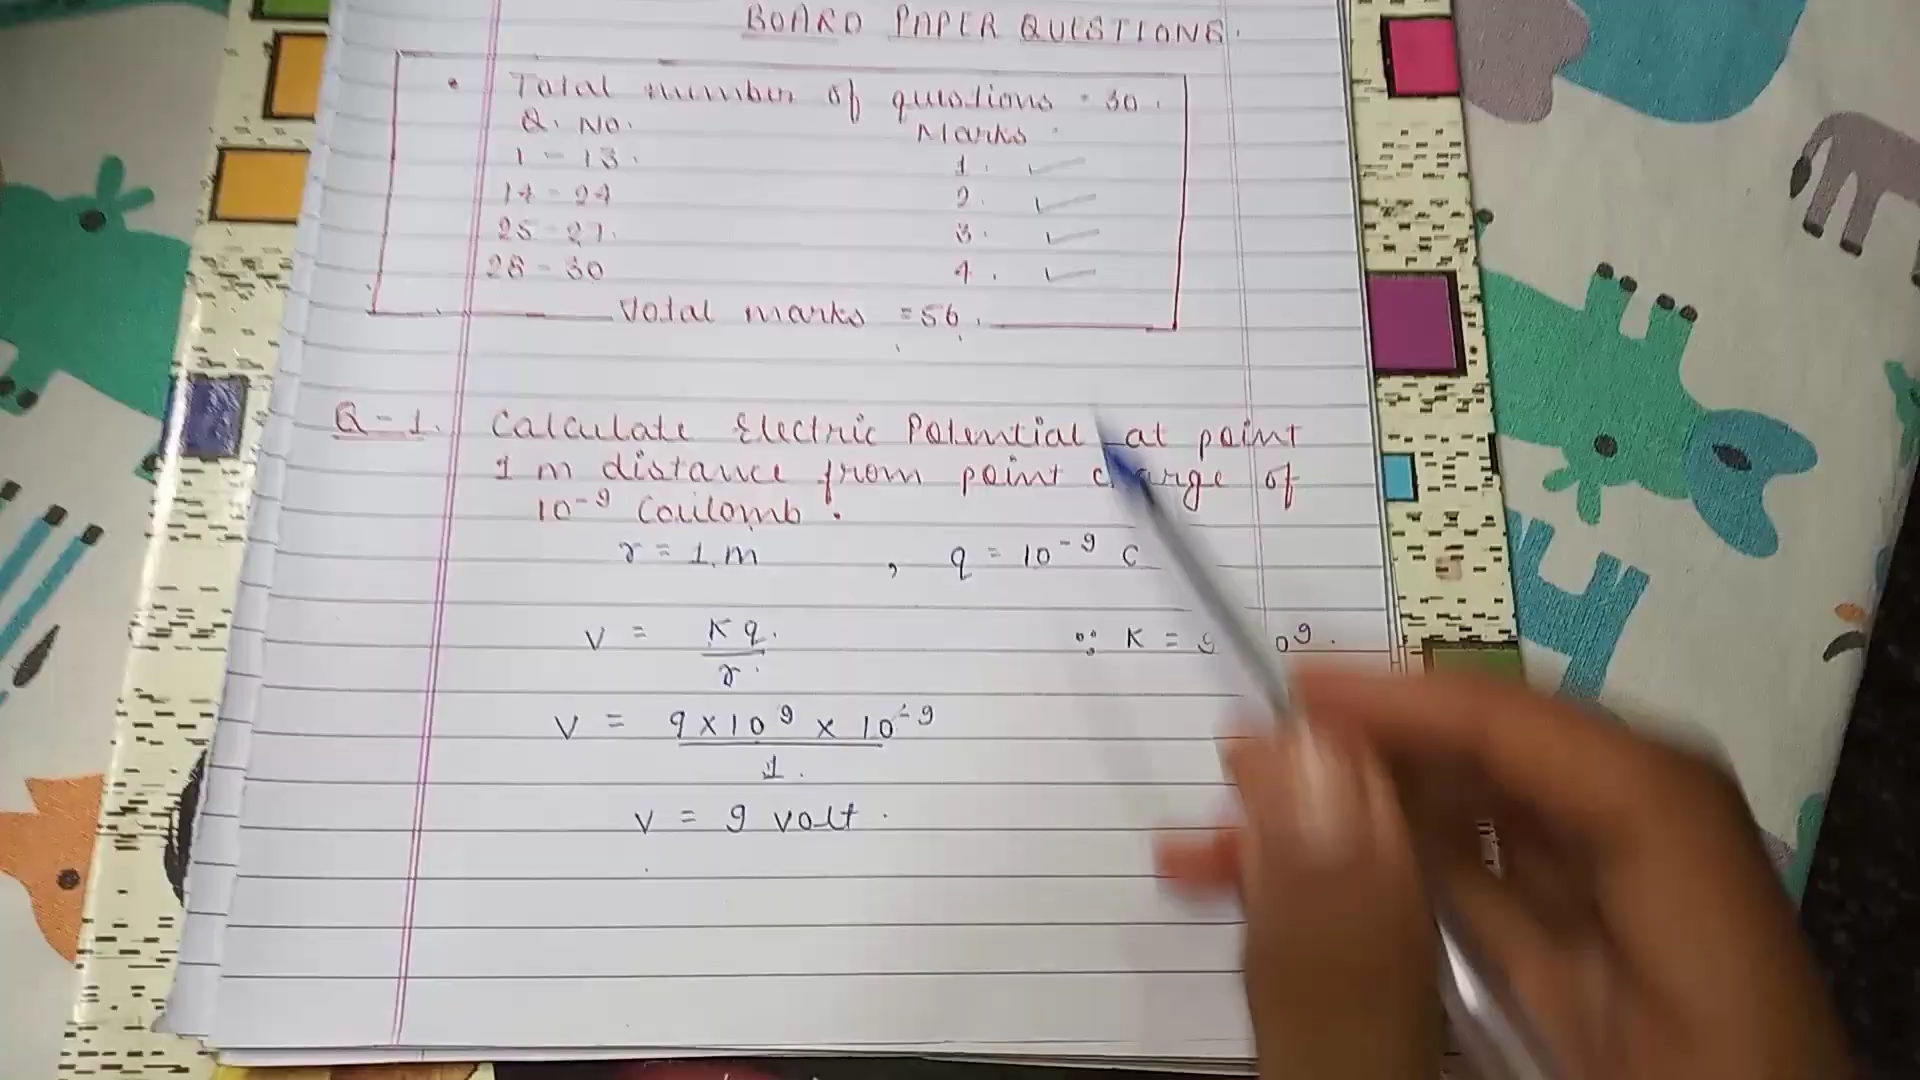 BOARD PAPER QUESTIONS.
• Total number of questions = 30.
Q. No. Marks
1 - 13. 1.
14 - 24 2.
25 - 27. 3.
28 - 30 4.
Total marks = 56.
Q-1. Calculate Electric Potential at point
1 m distance from point of
10⁻⁹ Coulomb.
r = 1 m , q = 10⁻⁹ C
V = Kq. / r. ∵ K =
V = 9 × 10⁹ × 10⁻⁹ / 1.
V = 9 volt.